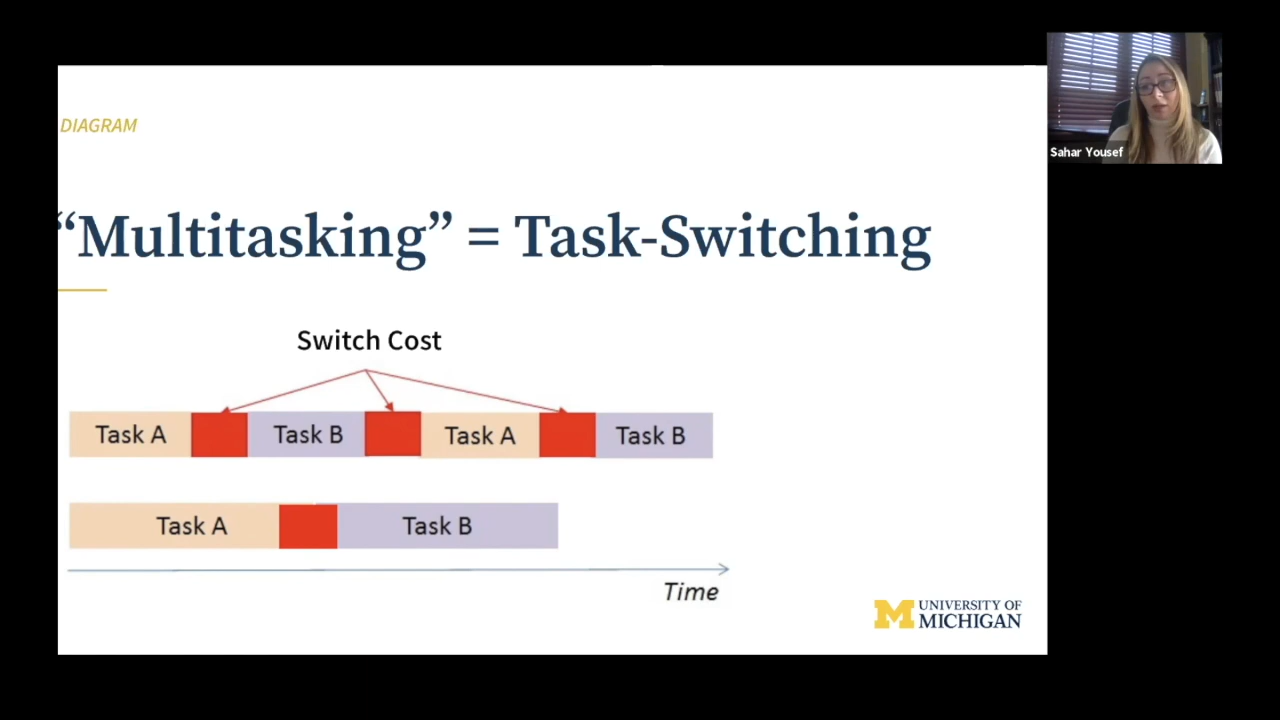 DIAGRAM
Sahar Yousef
“Multitasking” = Task-Switching
Switch Cost
Task A Task B Task A Task B
Task A Task B
Time
M UNIVERSITY OF
MICHIGAN